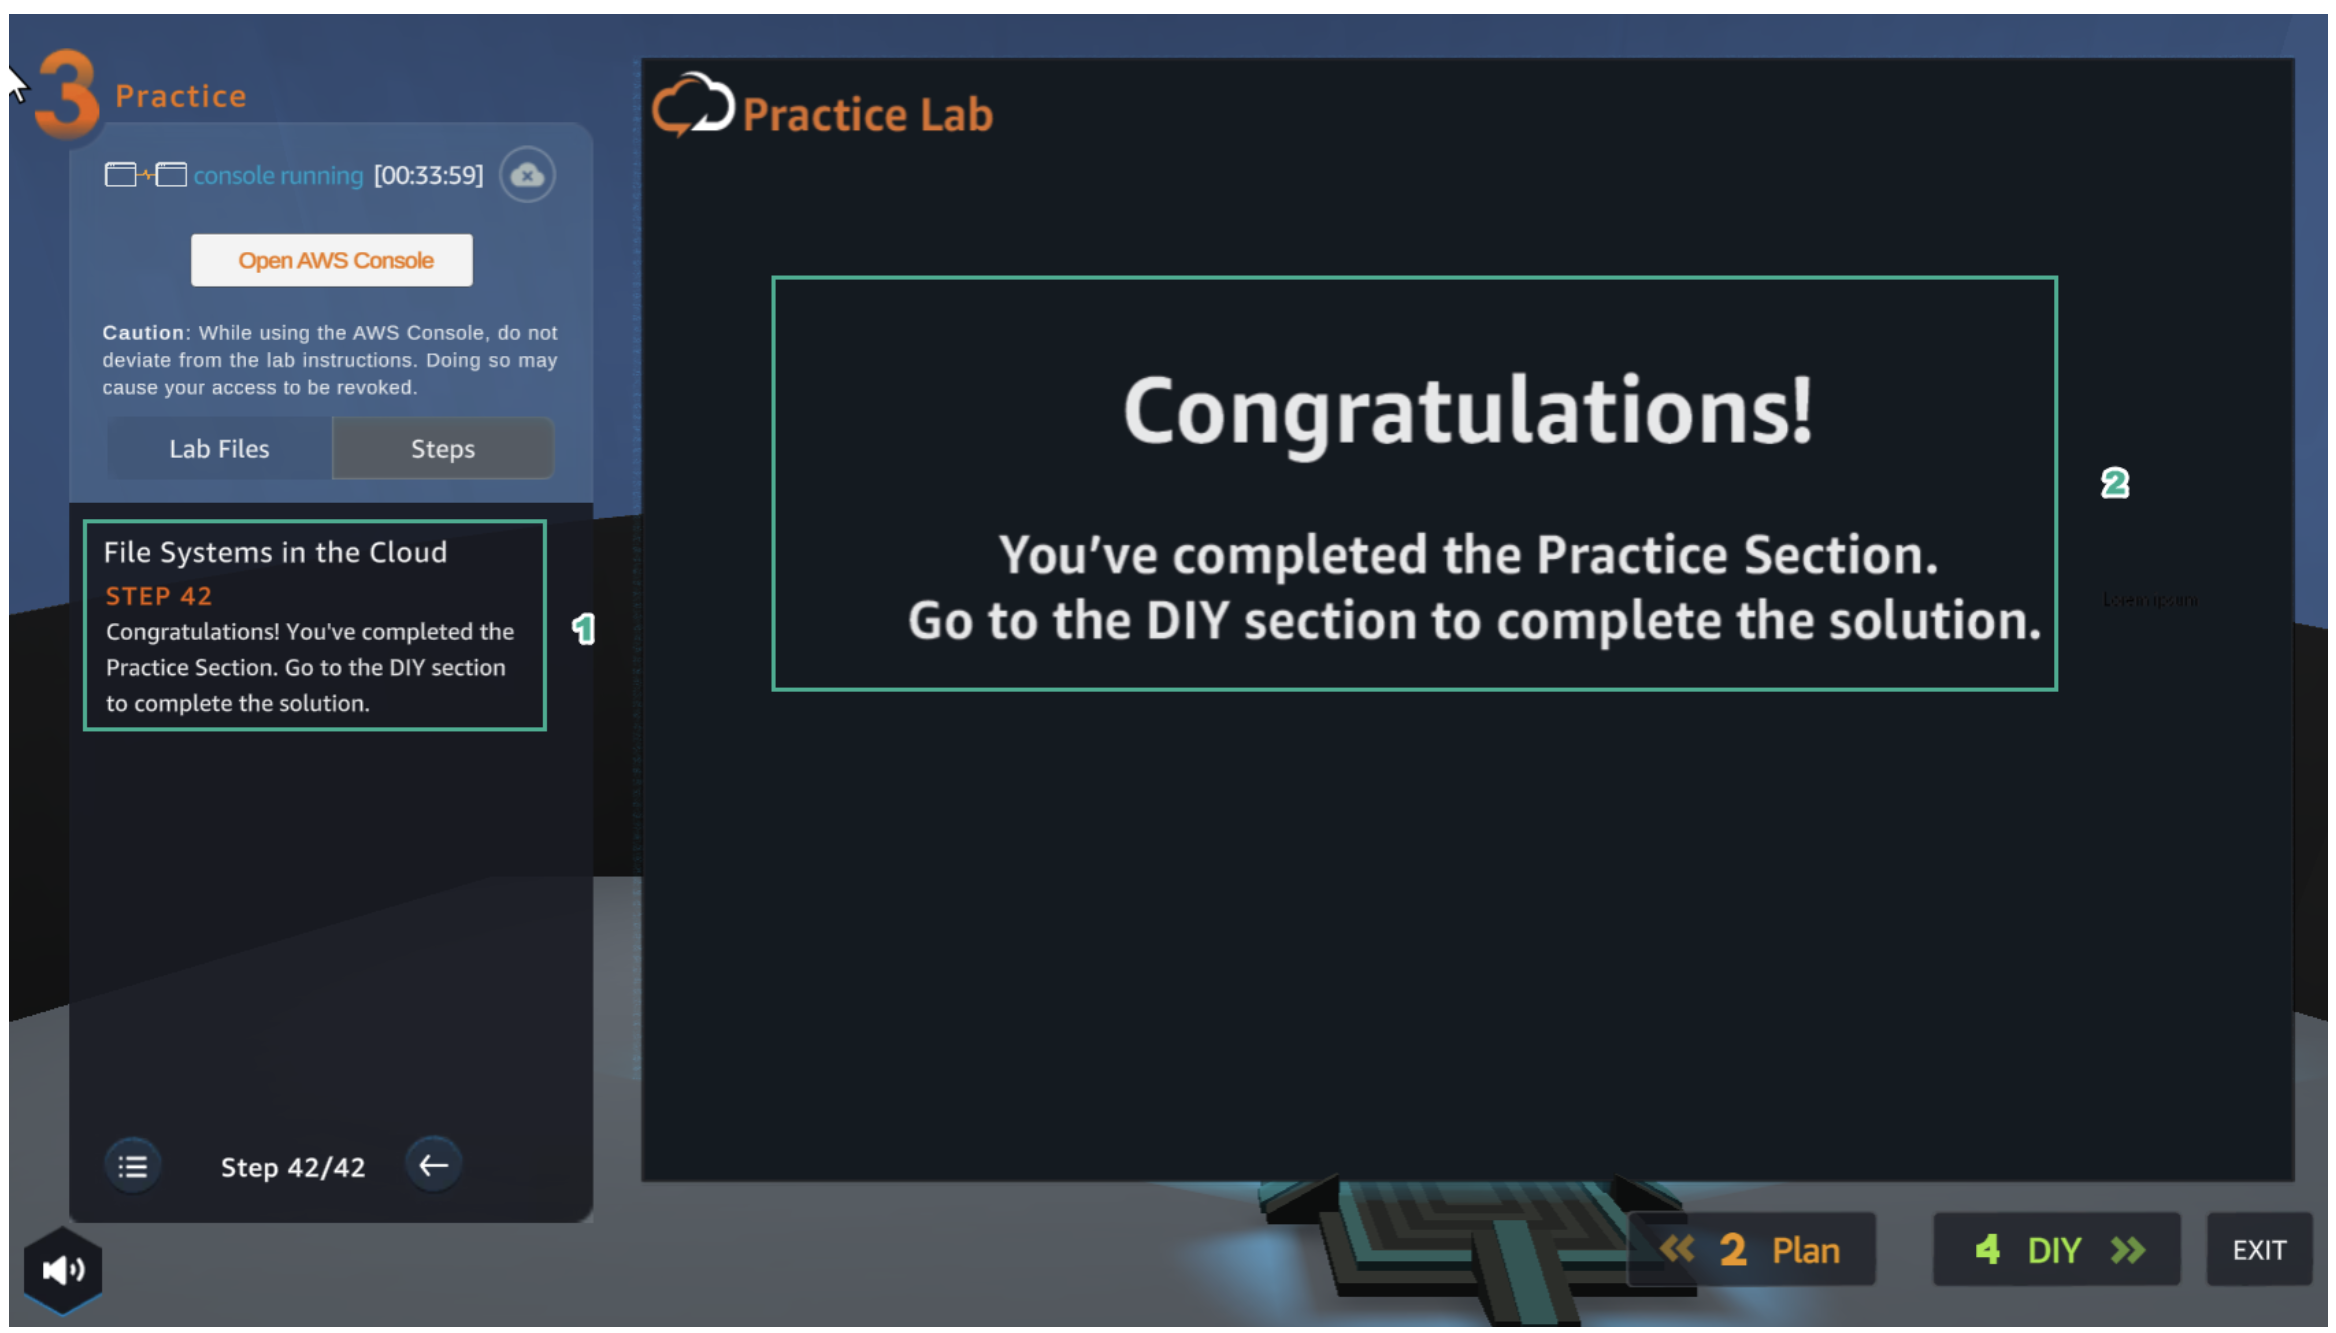 3 Practice
console running [00:33:59]
Open AWS Console
Caution: While using the AWS Console, do not
deviate from the lab instructions. Doing so may
cause your access to be revoked.
Lab Files Steps
File Systems in the Cloud
STEP 42
Congratulations! You've completed the
Practice Section. Go to the DIY section
to complete the solution.
1
Step 42/42
Practice Lab
Congratulations!
You’ve completed the Practice Section.
Go to the DIY section to complete the solution.
2
Lorem ipsum
« 2 Plan
4 DIY »
EXIT